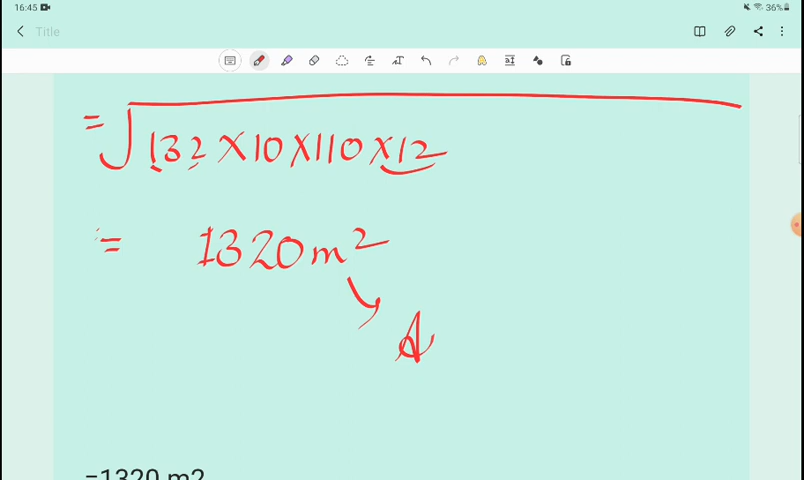 16:45 36%
Title
= √132 X 10 X 110 X 12
= 1320 m²
A
=1320 m2